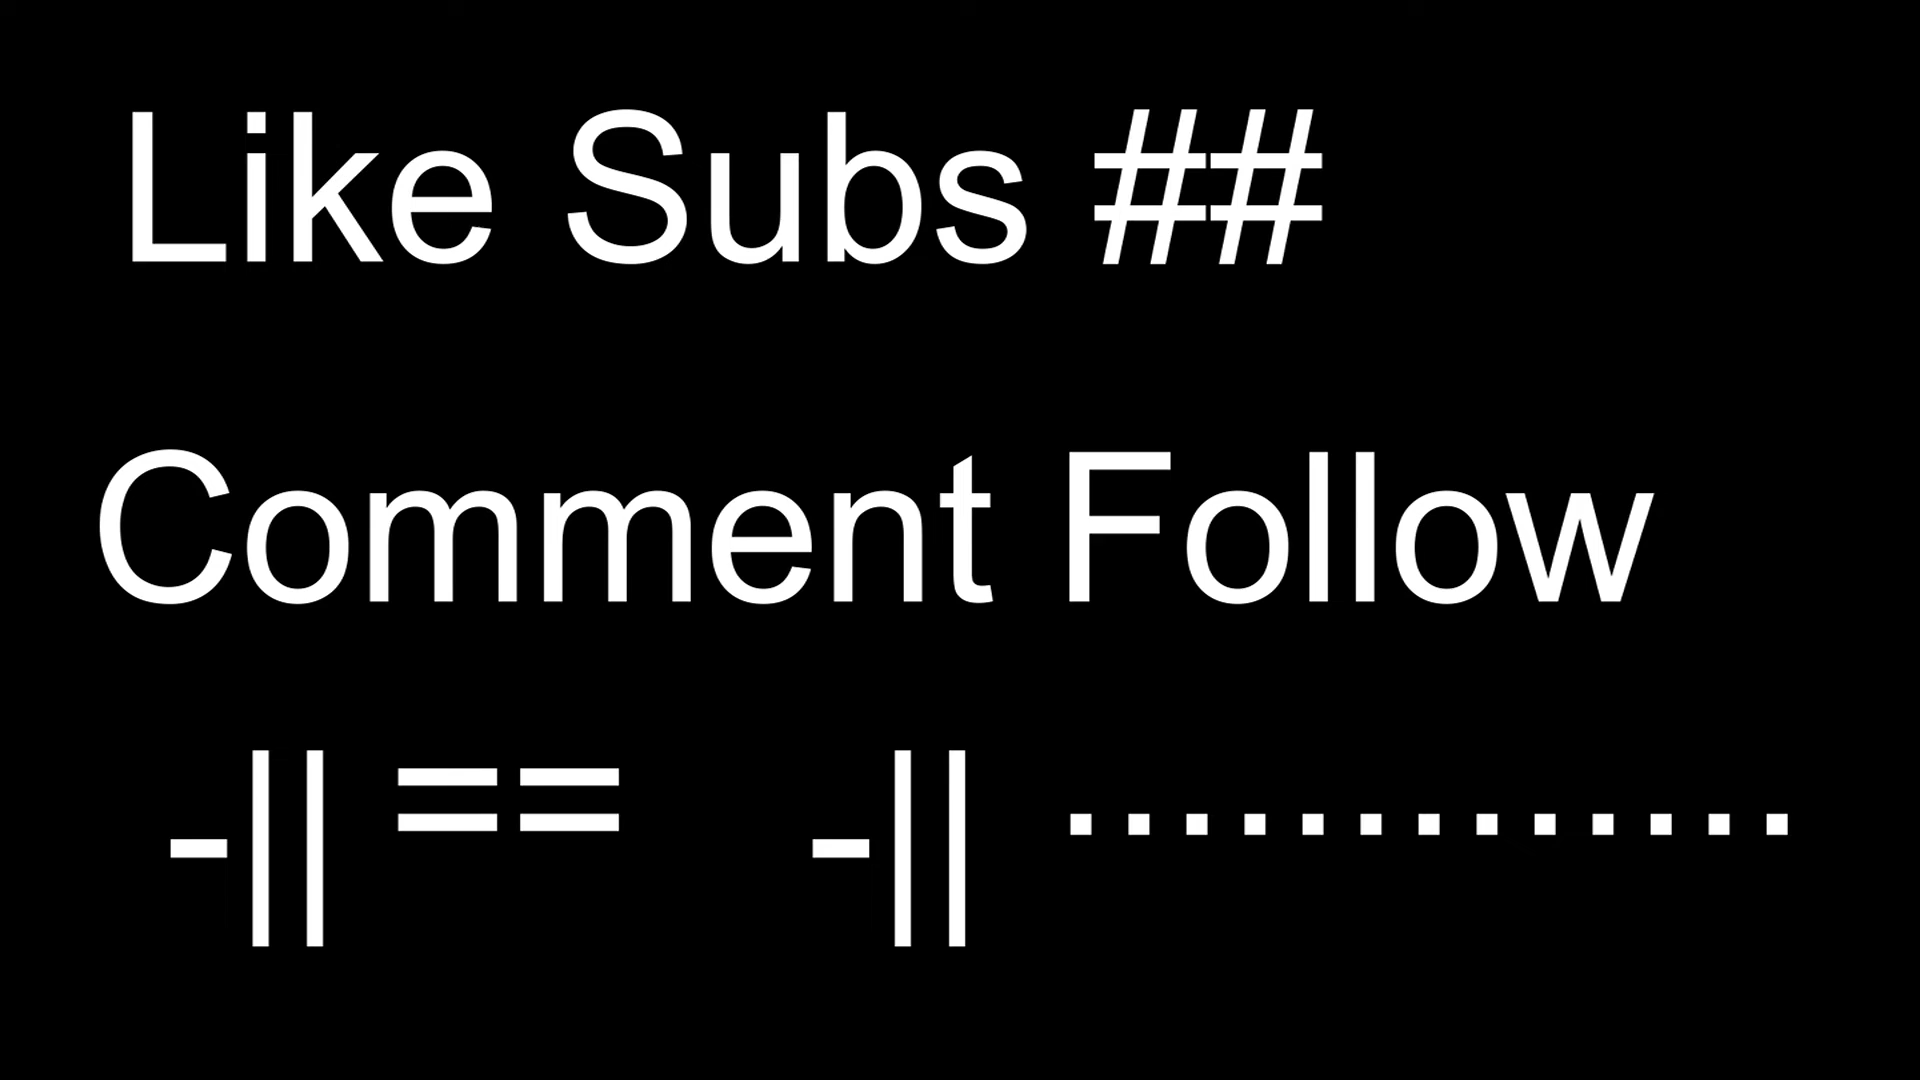 Like Subs ##
Comment Follow
-|| == -|| .............